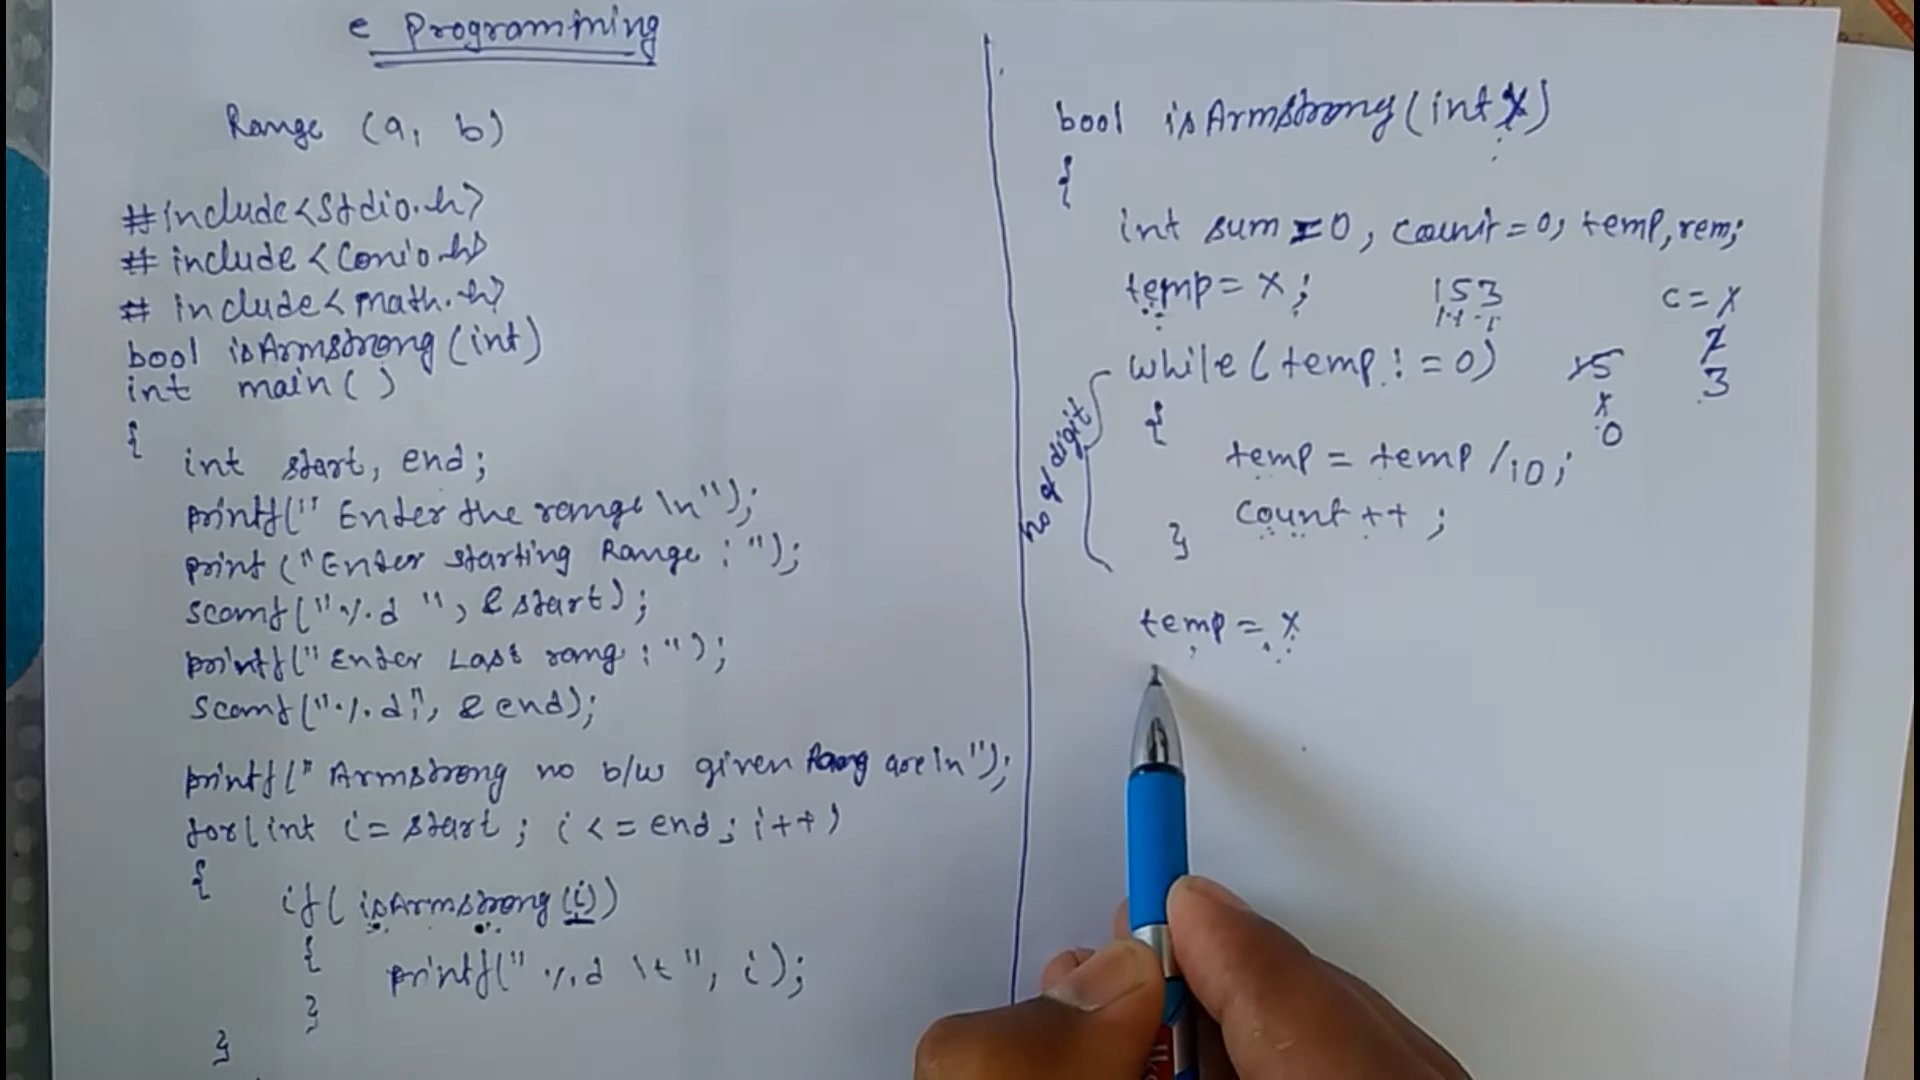 e Programming
Range (a, b)
#include<stdio.h>
# include <conio.h>
# include<math.h>
bool isArmstrong(int)
int main()
{
int start, end;
printf(" Enter the range \n");
print ("Enter starting Range : ");
scanf("%d ", & start);
printf(" Enter Last rang : ");
scanf("%d", & end);
printf(" Armstrong no b/w given Rang are \n");
for(int i= start; i <= end; i++)
{
if( isArmstrong(i))
{
printf(" %d \t ", i);
}
}
bool isArmstrong(int x)
{
int sum=0, count=0, temp, rem;
temp= x;
153
c = 1
2
3
no of digit
while(temp != 0)
15
1
0
{
temp = temp /10;
count++ ;
}
temp= x